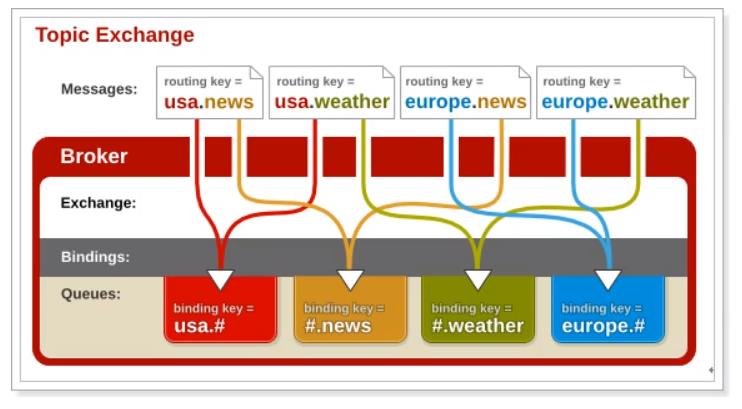 Topic Exchange
Messages:
routing key =
usa.news
routing key =
usa.weather
routing key =
europe.news
routing key =
europe.weather
Broker
Exchange:
Bindings:
Queues:
binding key =
usa.#
binding key =
#.news
binding key =
#.weather
binding key =
europe.#